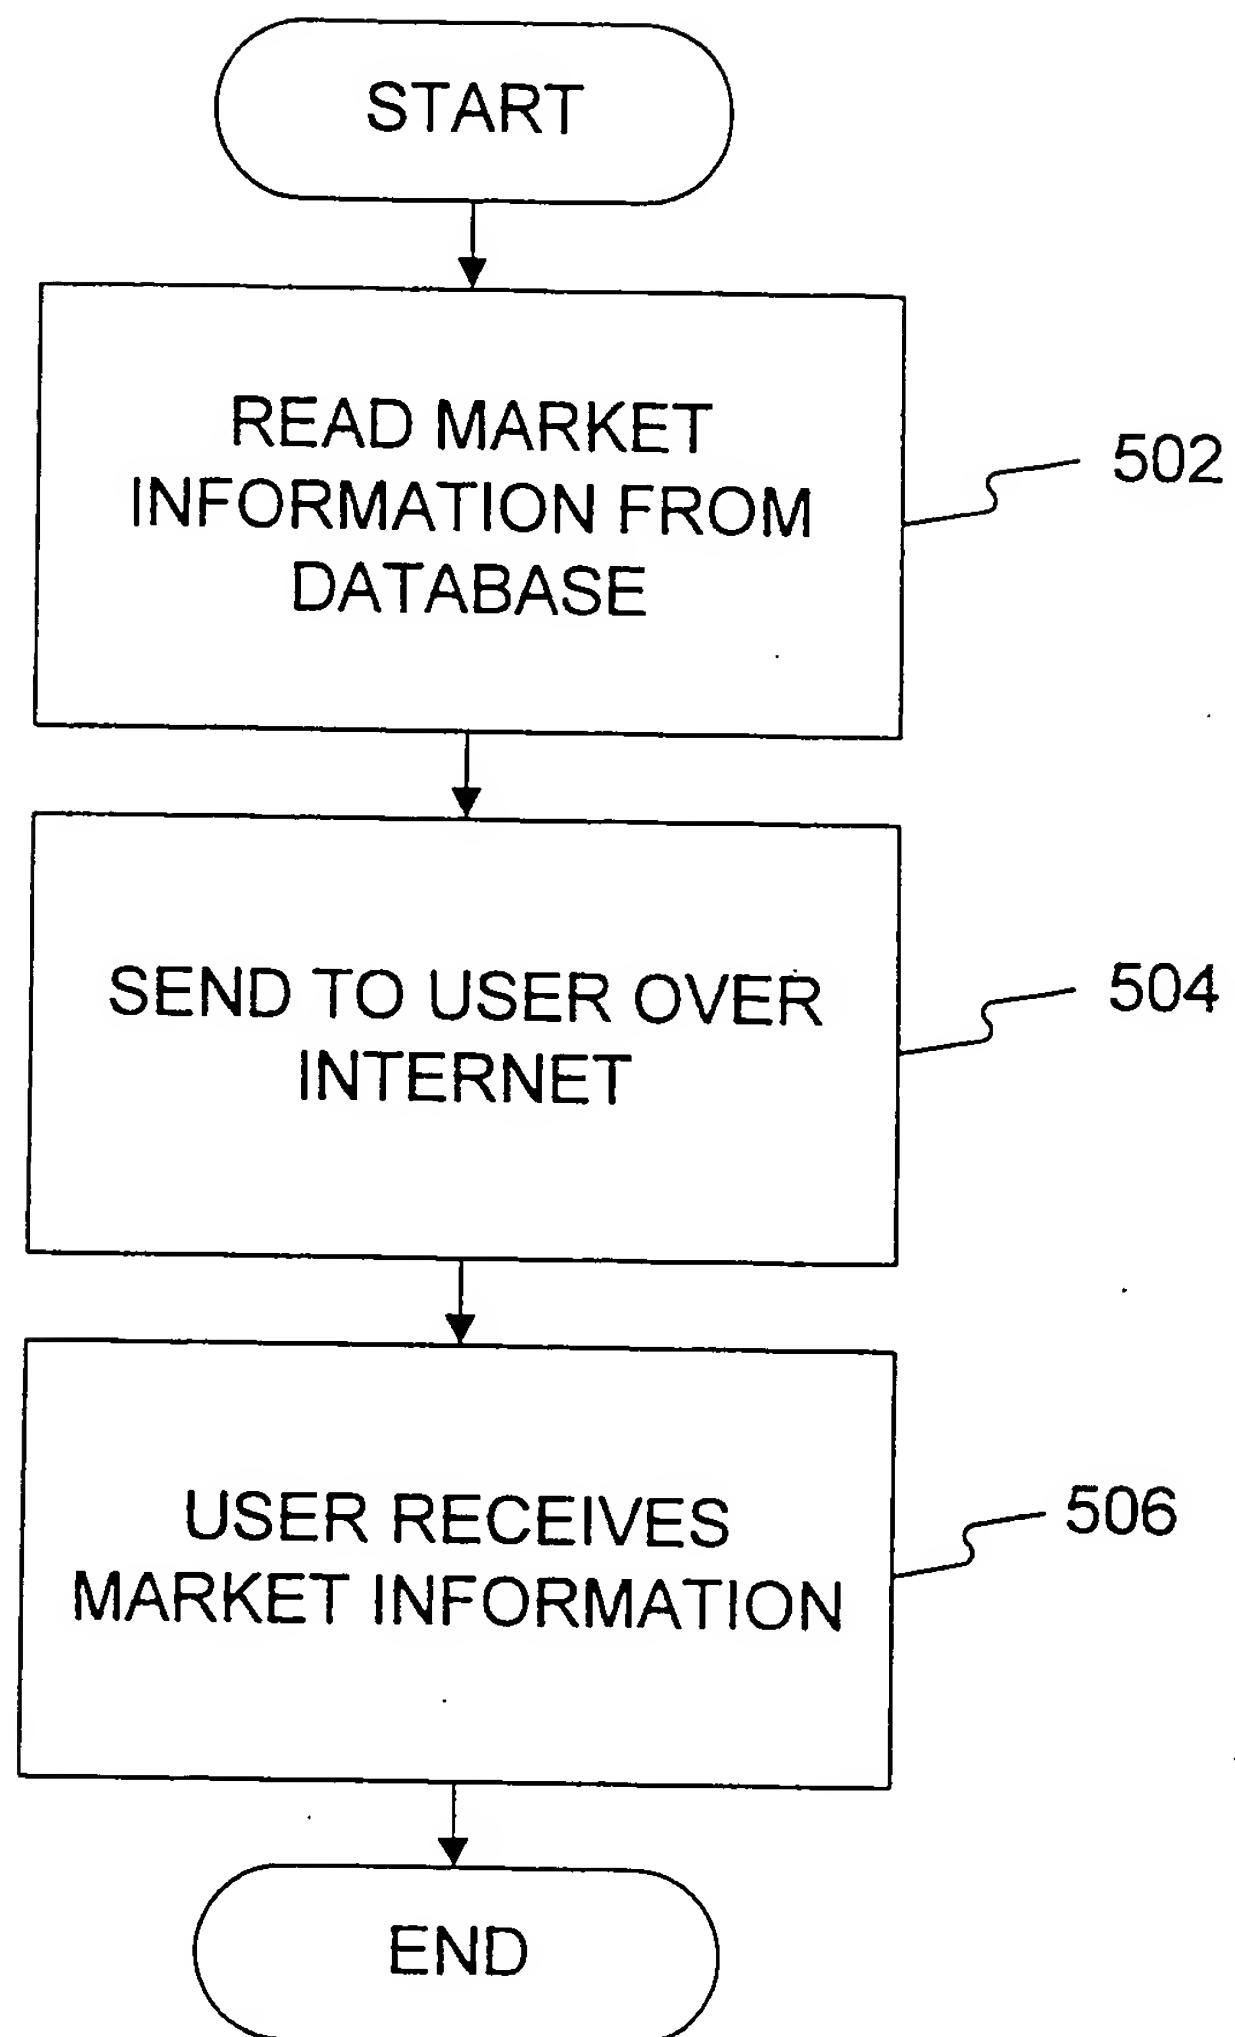 START
READ MARKET
INFORMATION FROM
DATABASE
502
SEND TO USER OVER
INTERNET
504
USER RECEIVES
MARKET INFORMATION
506
END